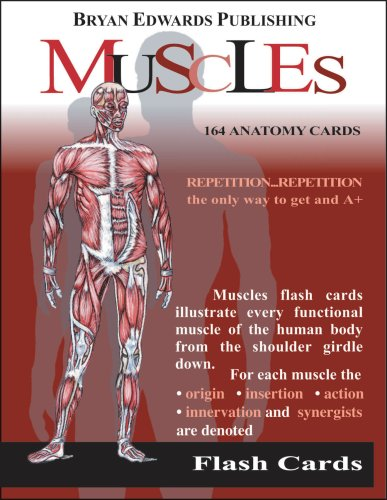 BRYAN EDWARDS PUBLISHING
MUSCLES
164 ANATOMY CARDS
REPETITION...REPETITION
the only way to get and A+
Muscles flash cards
illustrate every functional
muscle of the human body
from the shoulder girdle
down.
For each muscle the
• origin • insertion • action
• innervation and synergists
are denoted
Flash Cards